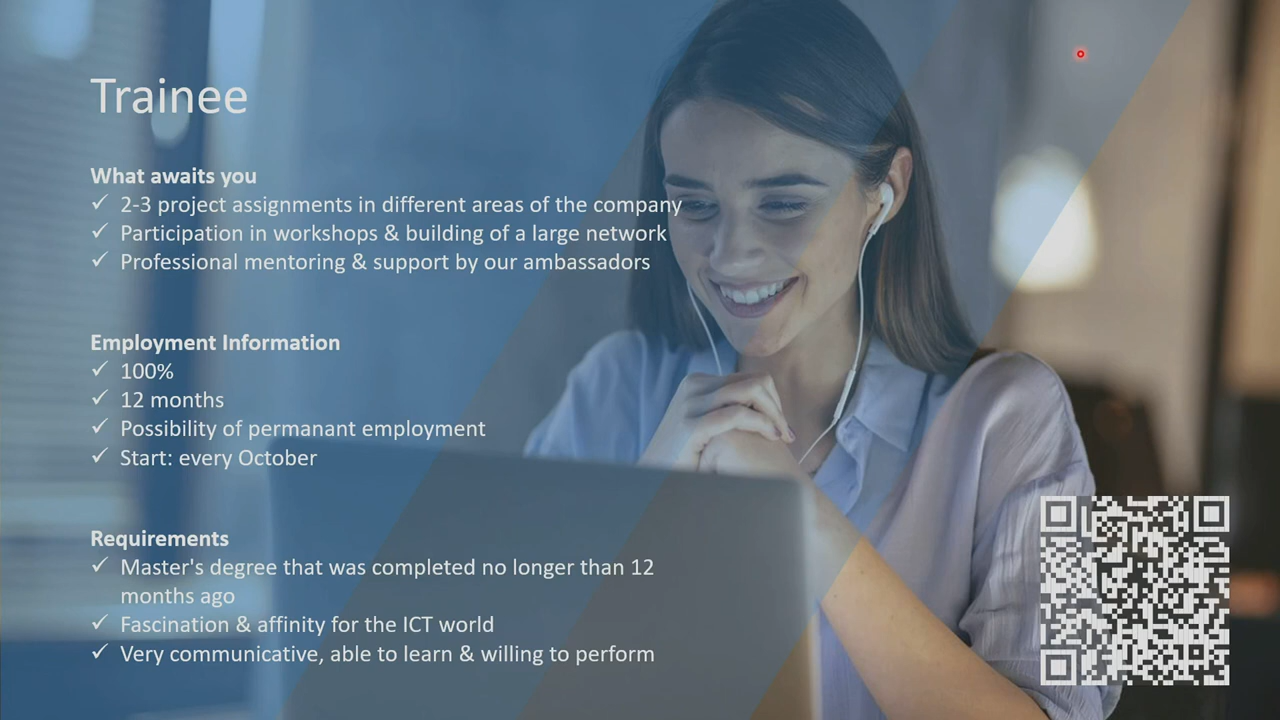 Trainee
What awaits you
✓ 2-3 project assignments in different areas of the company
✓ Participation in workshops & building of a large network
✓ Professional mentoring & support by our ambassadors
Employment Information
✓ 100%
✓ 12 months
✓ Possibility of permanant employment
✓ Start: every October
Requirements
✓ Master's degree that was completed no longer than 12
months ago
✓ Fascination & affinity for the ICT world
✓ Very communicative, able to learn & willing to perform